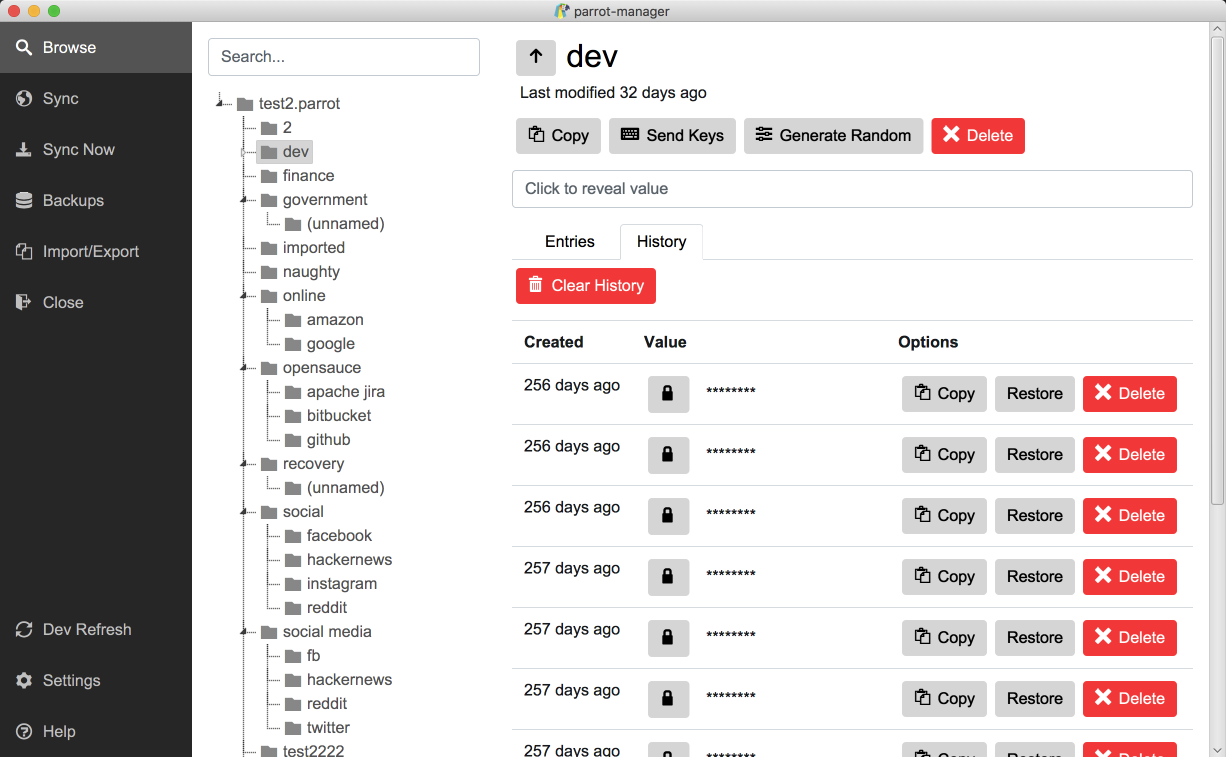 parrot-manager
Browse
Sync
Sync Now
Backups
Import/Export
Close
Dev Refresh
Settings
Help
Search...
test2.parrot
2
dev
finance
government
(unnamed)
imported
naughty
online
amazon
google
opensauce
apache jira
bitbucket
github
recovery
(unnamed)
social
facebook
hackernews
instagram
reddit
social media
fb
hackernews
reddit
twitter
test2222
dev
Last modified 32 days ago
Copy Send Keys Generate Random Delete
Click to reveal value
Entries History
Clear History
Created Value Options
256 days ago ******** Copy Restore Delete
256 days ago ******** Copy Restore Delete
256 days ago ******** Copy Restore Delete
257 days ago ******** Copy Restore Delete
257 days ago ******** Copy Restore Delete
257 days ago ******** Copy Restore Delete
257 days ago ******** Copy Restore Delete